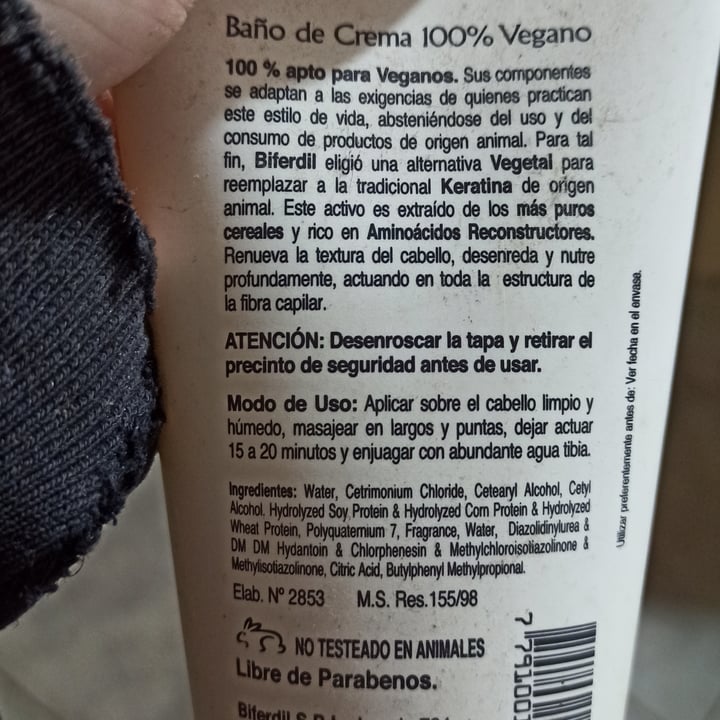 Baño de Crema 100% Vegano
100 % apto para Veganos. Sus componentes
se adaptan a las exigencias de quienes practican
este estilo de vida, absteniéndose del uso y del
consumo de productos de origen animal. Para tal
fin, Biferdil eligió una alternativa Vegetal para
reemplazar a la tradicional Keratina de origen
animal. Este activo es extraído de los más puros
cereales y rico en Aminoácidos Reconstructores.
Renueva la textura del cabello, desenreda y nutre
profundamente, actuando en toda la estructura de
la fibra capilar.
ATENCIÓN: Desenroscar la tapa y retirar el
precinto de seguridad antes de usar.
Modo de Uso: Aplicar sobre el cabello limpio y
húmedo, masajear en largos y puntas, dejar actuar
15 a 20 minutos y enjuagar con abundante agua tibia.
Ingredientes: Water, Cetrimonium Chloride, Cetearyl Alcohol, Cetyl
Alcohol, Hydrolyzed Soy Protein & Hydrolyzed Corn Protein & Hydrolyzed
Wheat Protein, Polyquaternium 7, Fragrance, Water, Diazolidinylurea &
DM DM Hydantoin & Chlorphenesin & Methylchloroisotiazolinone &
Methylisotiazolinone, Citric Acid, Butylphenyl Methylpropional.
Elab. Nº 2853 M.S. Res. 155/98
NO TESTEADO EN ANIMALES
Libre de Parabenos.
Biferdil
Utilizar preferentemente antes de: Ver fecha en el envase.
7 791001